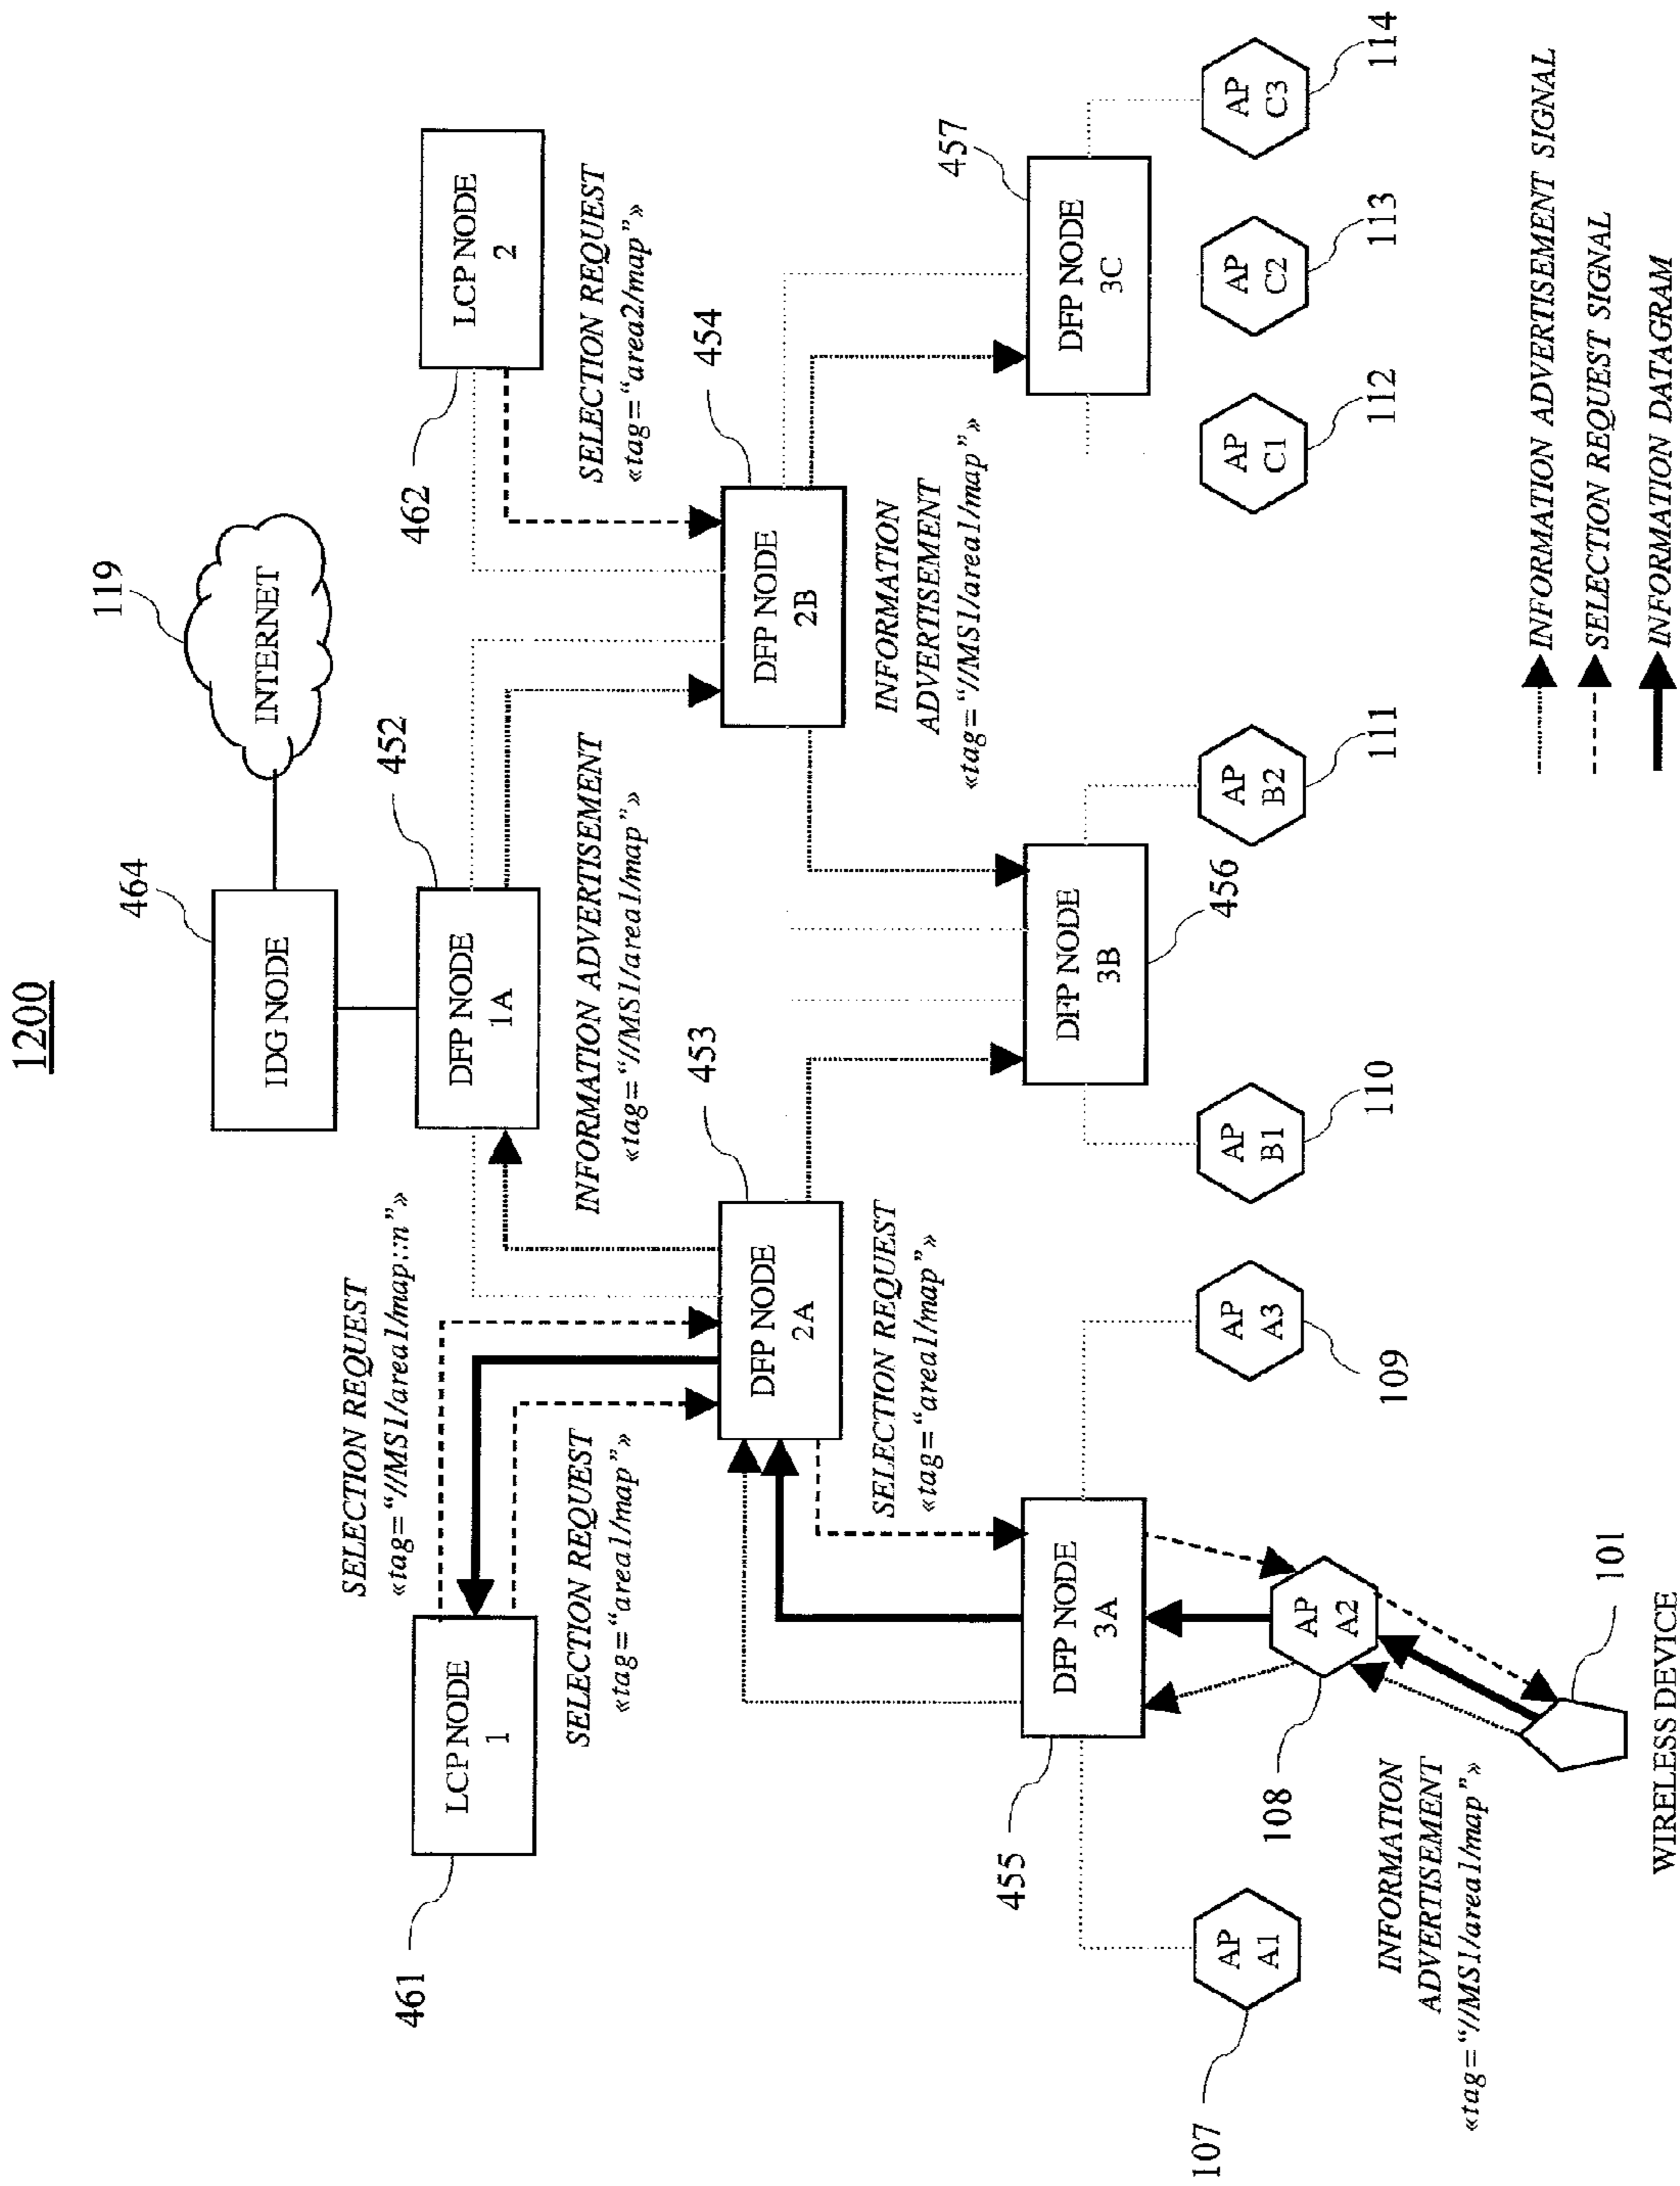 1200
464
IDG NODE
119
INTERNET
452
DFP NODE
1A
461
LCP NODE
1
462
LCP NODE
2
SELECTION REQUEST
«tag=“//MS1/area1/map::n”»
SELECTION REQUEST
«tag=“area1/map”»
INFORMATION ADVERTISEMENT
«tag=“//MS1/area1/map”»
SELECTION REQUEST
«tag=“area2/map”»
453
DFP NODE
2A
454
DFP NODE
2B
SELECTION REQUEST
«tag=“area1/map”»
INFORMATION
ADVERTISEMENT
«tag=“//MS1/area1/map”»
455
DFP NODE
3A
DFP NODE
3B
456
457
DFP NODE
3C
107
AP
A1
108
AP
A2
AP
A3
109
AP
B1
110
AP
B2
111
AP
C1
112
AP
C2
113
AP
C3
114
INFORMATION
ADVERTISEMENT
«tag=“//MS1/area1/map”»
101
WIRELESS DEVICE
INFORMATION ADVERTISEMENT SIGNAL
SELECTION REQUEST SIGNAL
INFORMATION DATAGRAM